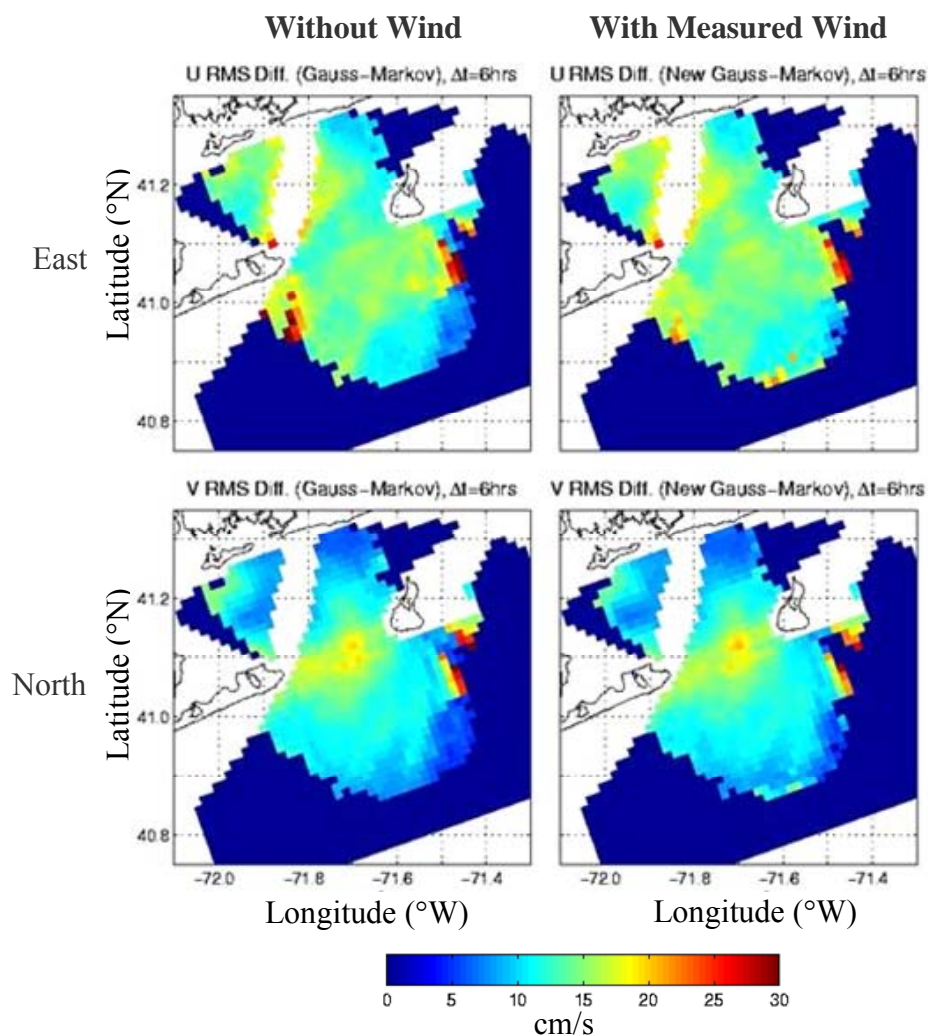 Without Wind
With Measured Wind
U RMS Diff. (Gauss-Markov), Δt=6hrs
U RMS Diff. (New Gauss-Markov), Δt=6hrs
East
Latitude (°N)
41.2
41.0
40.8
V RMS Diff. (Gauss-Markov), Δt=6hrs
V RMS Diff. (New Gauss-Markov), Δt=6hrs
North
Latitude (°N)
41.2
41.0
40.8
-72.0 -71.8 -71.6 -71.4
-72.0 -71.8 -71.6 -71.4
Longitude (°W)
Longitude (°W)
0 5 10 15 20 25 30
cm/s